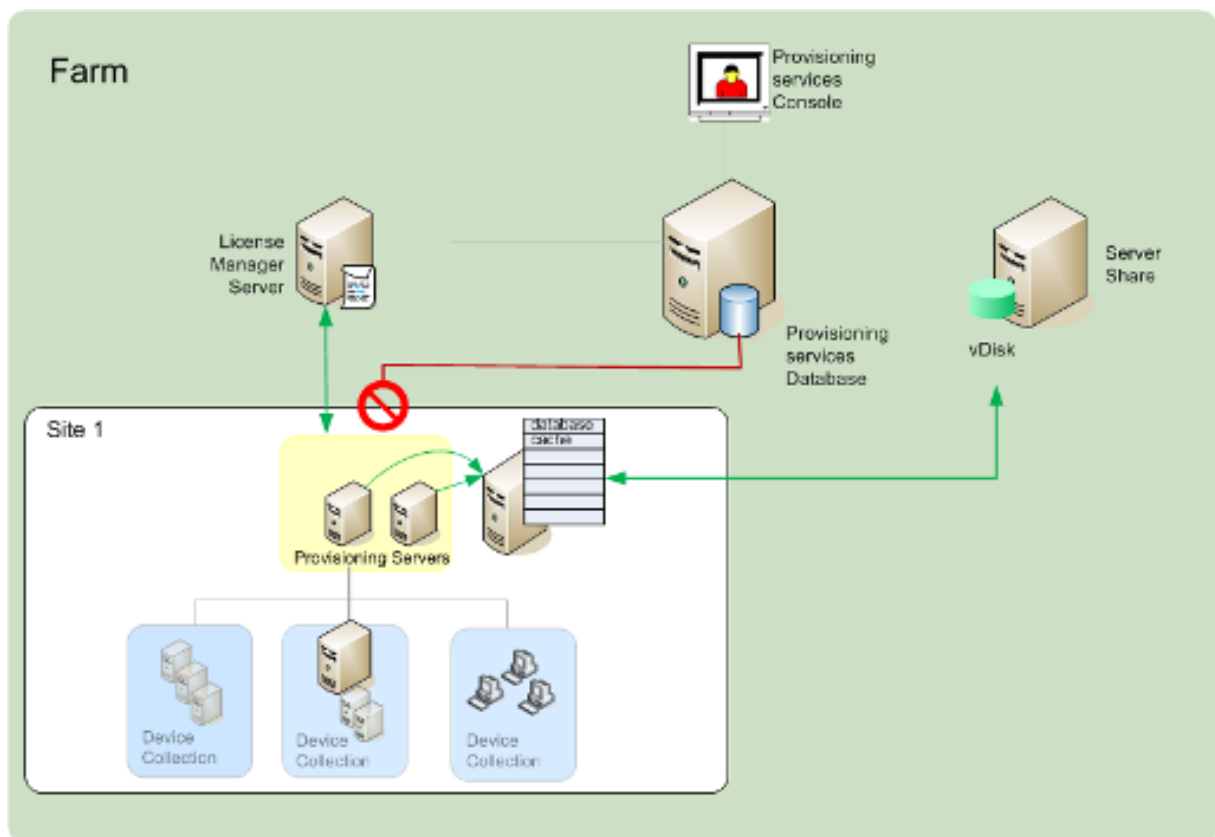 Farm
Provisioning
services
Console
License
Manager
Server
Server
Share
vDisk
Provisioning
services
Database
Site 1
database
cache
Provisioning Servers
Device
Collection
Device
Collection
Device
Collection